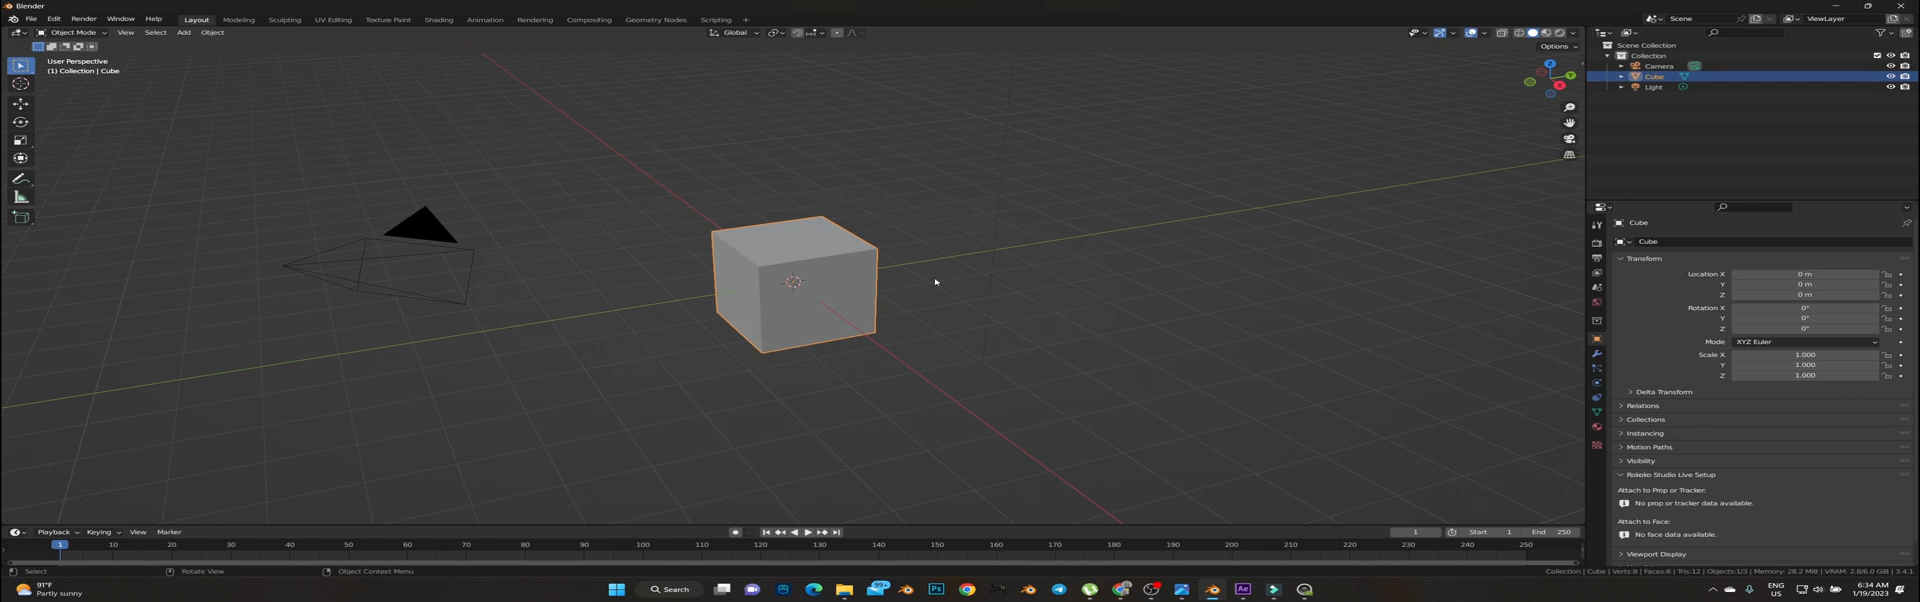 Blender
File Edit Render Window Help Layout Modeling Sculpting UV Editing Texture Paint Shading Animation Rendering Compositing Geometry Nodes Scripting + Scene ViewLayer
Object Mode View Select Add Object Global
Options
User Perspective
(1) Collection | Cube
Z
Y
X
Scene Collection
Collection
Camera
Cube
Light
Cube
Cube
Transform
Location X 0 m
Y 0 m
Z 0 m
Rotation X 0°
Y 0°
Z 0°
Mode XYZ Euler
Scale X 1.000
Y 1.000
Z 1.000
Delta Transform
Relations
Collections
Instancing
Motion Paths
Visibility
Rokoko Studio Live Setup
Attach to Prop or Tracker:
No prop or tracker data available.
Attach to Face:
No face data available.
Viewport Display
Playback Keying View Marker 1 Start 1 End 250
1 10 20 30 40 50 60 70 80 90 100 110 120 130 140 150 160 170 180 190 200 210 220 230 240 250
Select Rotate View Object Context Menu
Collection | Cube | Verts:8 | Faces:6 | Tris:12 | Objects:1/3 | Memory: 28.2 MiB | VRAM: 2.8/6.0 GiB | 3.4.1
91°F
Partly sunny
Search
99+
Ps
Ae
ENG
US
6:34 AM
1/19/2023